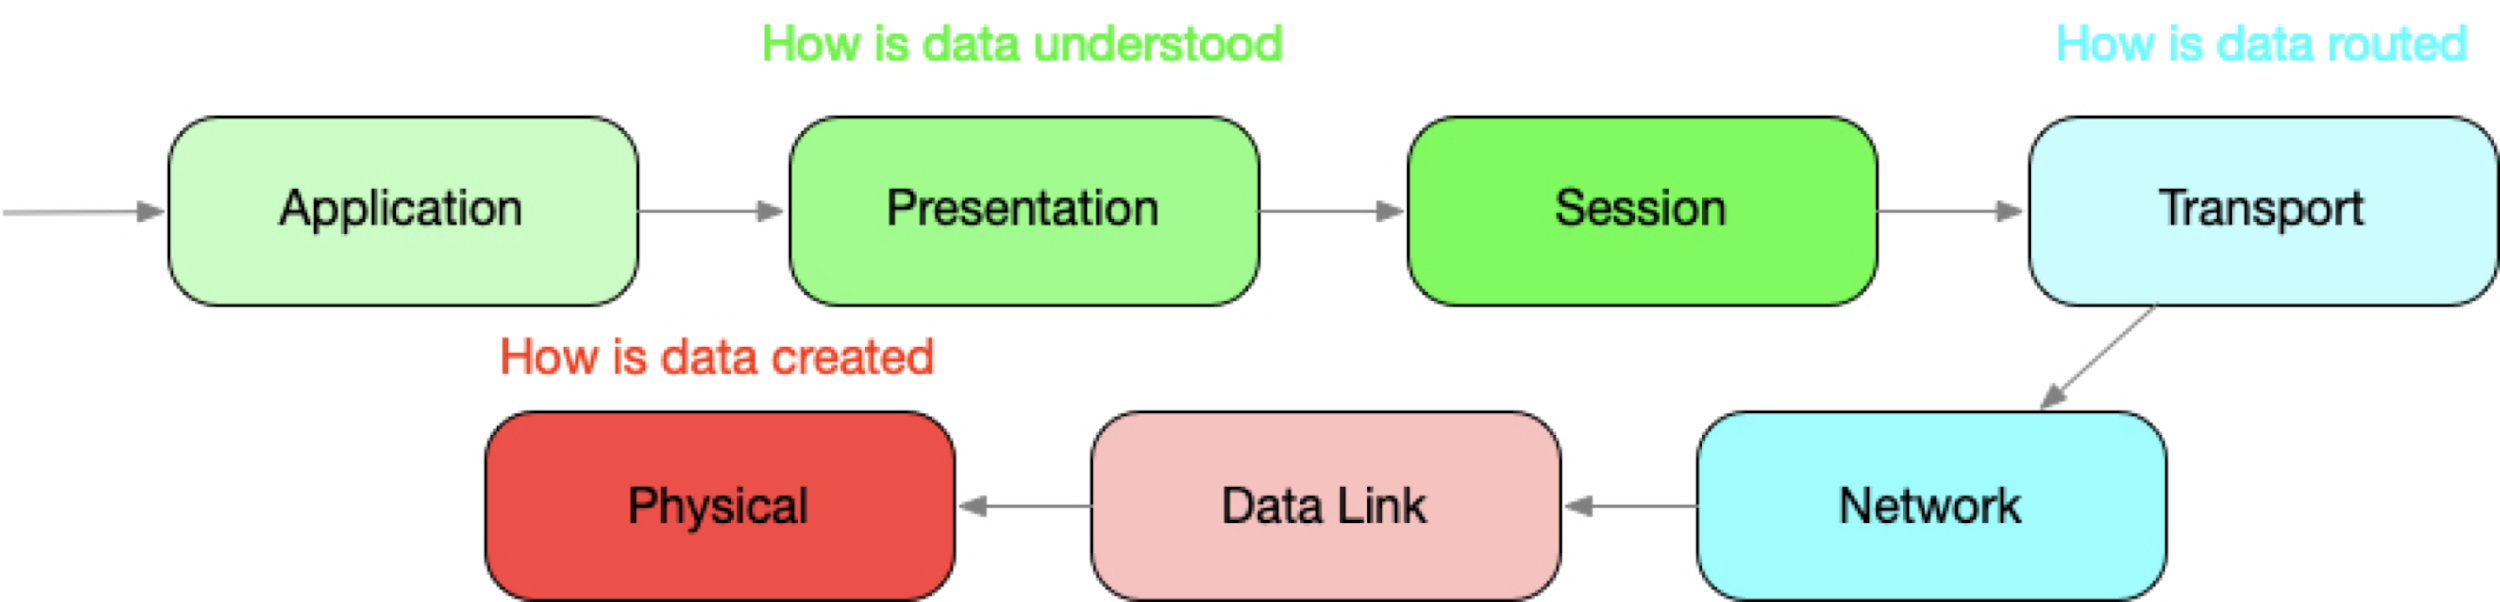 How is data understood
How is data routed
Application
Presentation
Session
Transport
How is data created
Physical
Data Link
Network